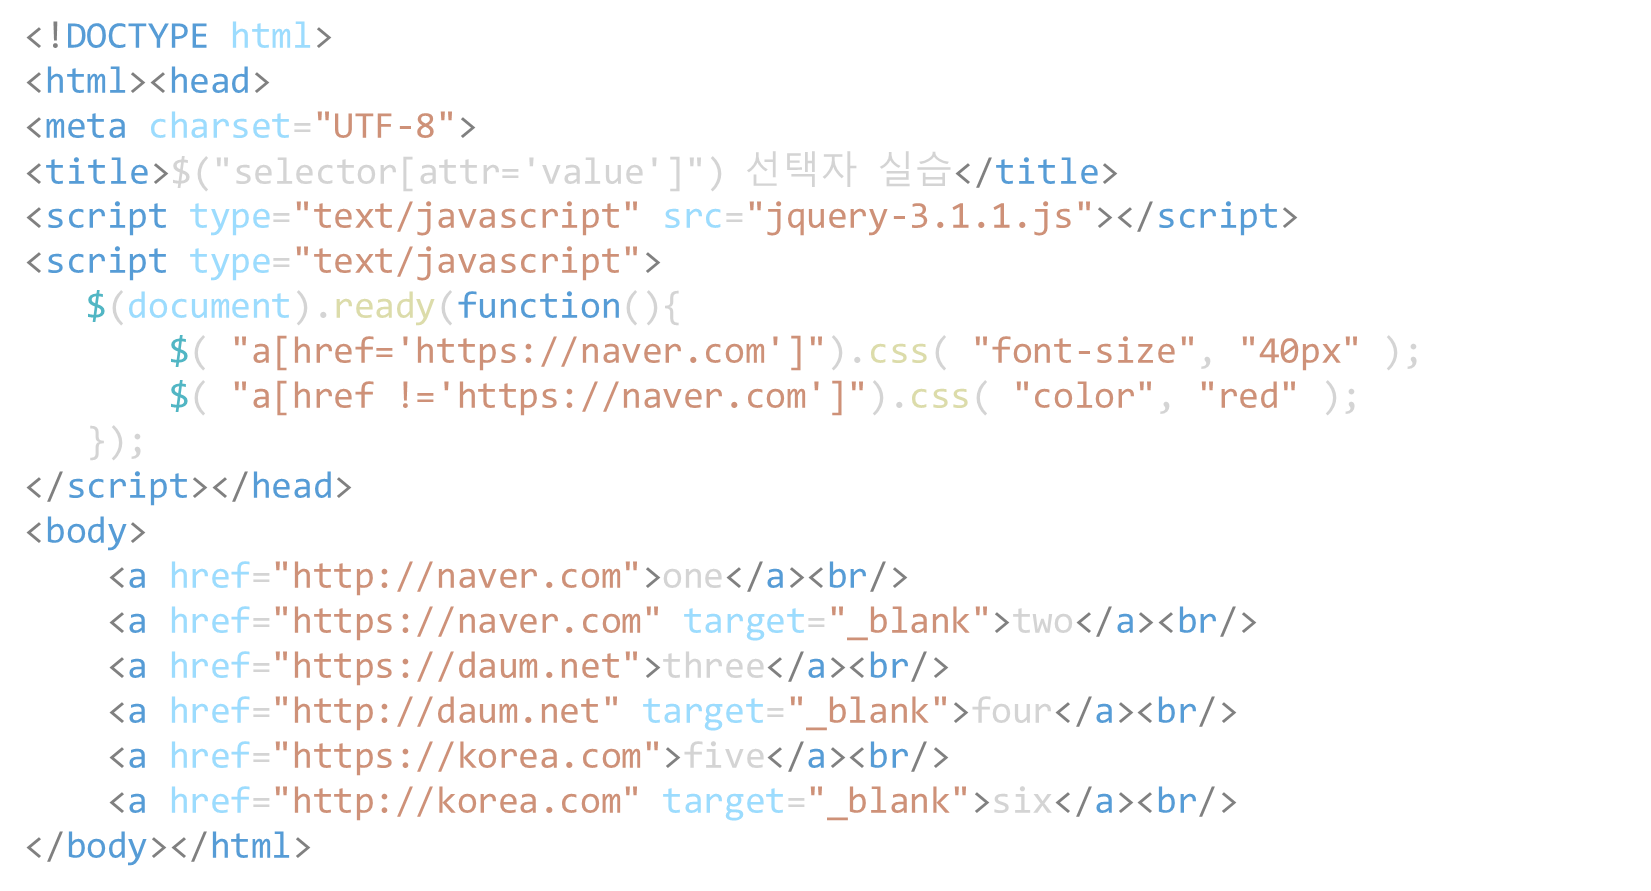 <!DOCTYPE html>
<html><head>
<meta charset="UTF-8">
<title>$("selector[attr='value']") 선택자 실습</title>
<script type="text/javascript" src="jquery-3.1.1.js"></script>
<script type="text/javascript">
$(document).ready(function(){
$( "a[href='https://naver.com']").css( "font-size", "40px" );
$( "a[href !='https://naver.com']").css( "color", "red" );
});
</script></head>
<body>
<a href="http://naver.com">one</a><br/>
<a href="https://naver.com" target="_blank">two</a><br/>
<a href="https://daum.net">three</a><br/>
<a href="http://daum.net" target="_blank">four</a><br/>
<a href="https://korea.com">five</a><br/>
<a href="http://korea.com" target="_blank">six</a><br/>
</body></html>